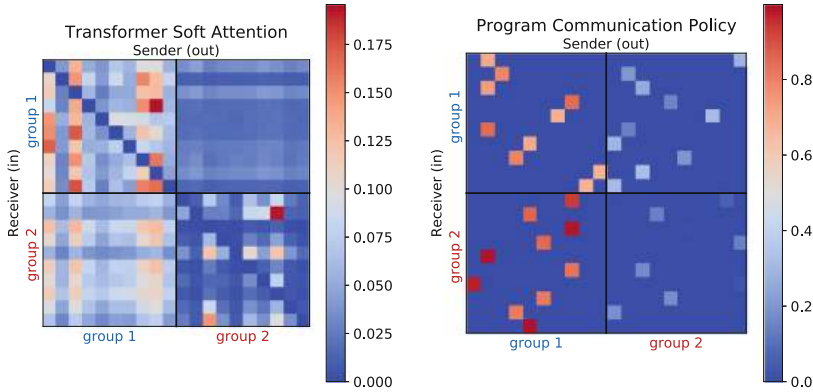 Transformer Soft Attention
Sender (out)
Receiver (in)
group 1
group 2
group 1
group 2
0.175
0.150
0.125
0.100
0.075
0.050
0.025
0.000
Program Communication Policy
Sender (out)
Receiver (in)
group 1
group 2
group 1
group 2
0.8
0.6
0.4
0.2
0.0